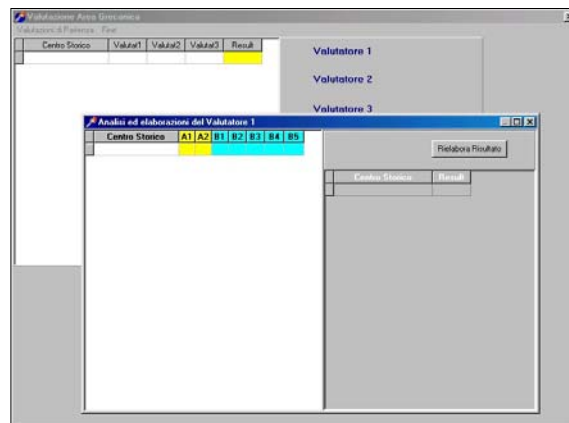 Valutazione Area Grecanica
Valutazioni di Partenza Fine
Centro Storico Valutat1 Valutat2 Valutat3 Result
Valutatore 1
Valutatore 2
Valutatore 3
Analisi ed elaborazioni del Valutatore 1
Centro Storico A1 A2 B1 B2 B3 B4 B5
Rielabora Risultato
Centro Storico Result